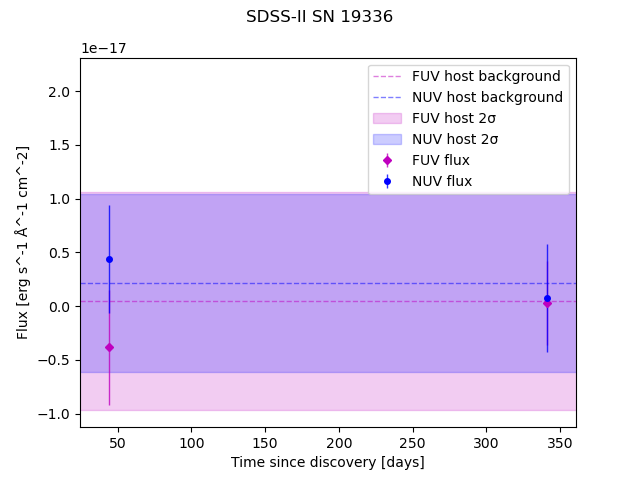 SDSS-II SN 19336
1e−17
FUV host background
NUV host background
FUV host 2σ
NUV host 2σ
FUV flux
NUV flux
2.0
1.5
1.0
0.5
0.0
−0.5
−1.0
Flux [erg s^-1 Å^-1 cm^-2]
50 100 150 200 250 300 350
Time since discovery [days]